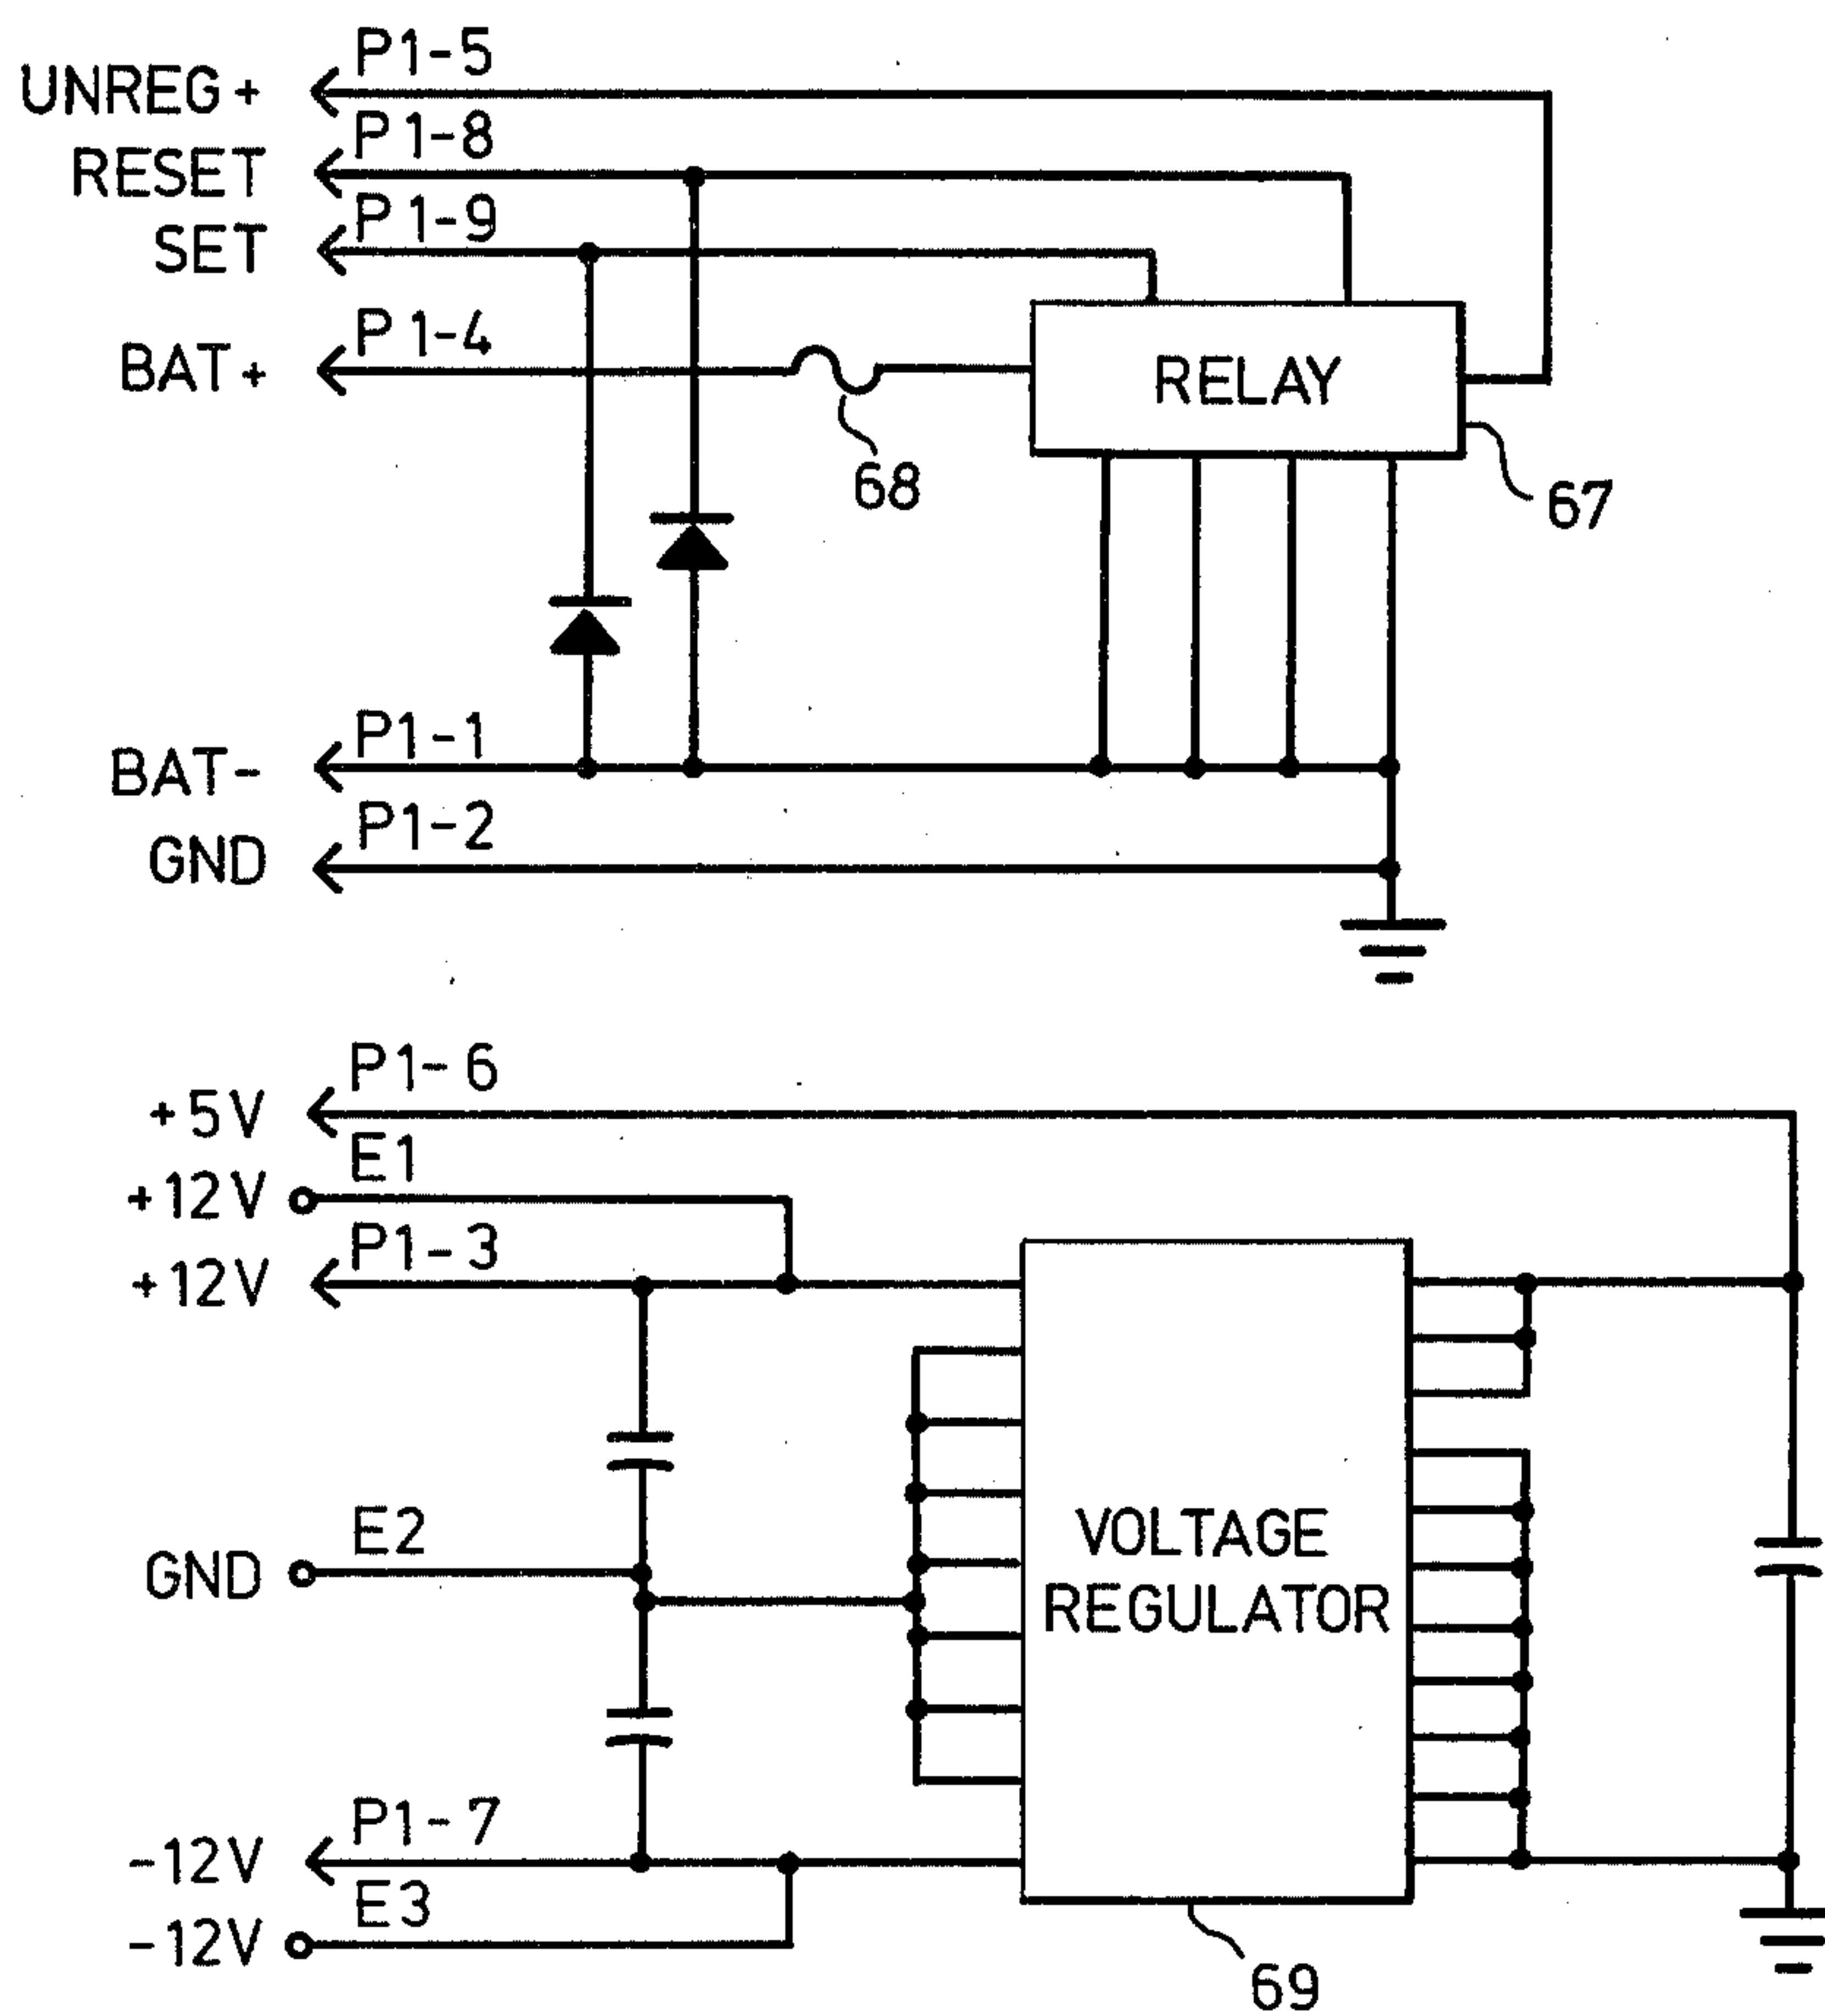 P1-5
UNREG+
P1-8
RESET
P1-9
SET
P1-4
BAT+
RELAY
68
67
P1-1
BAT-
P1-2
GND
P1-6
+5V
E1
+12V
P1-3
+12V
E2
GND
VOLTAGE
REGULATOR
P1-7
-12V
E3
-12V
69